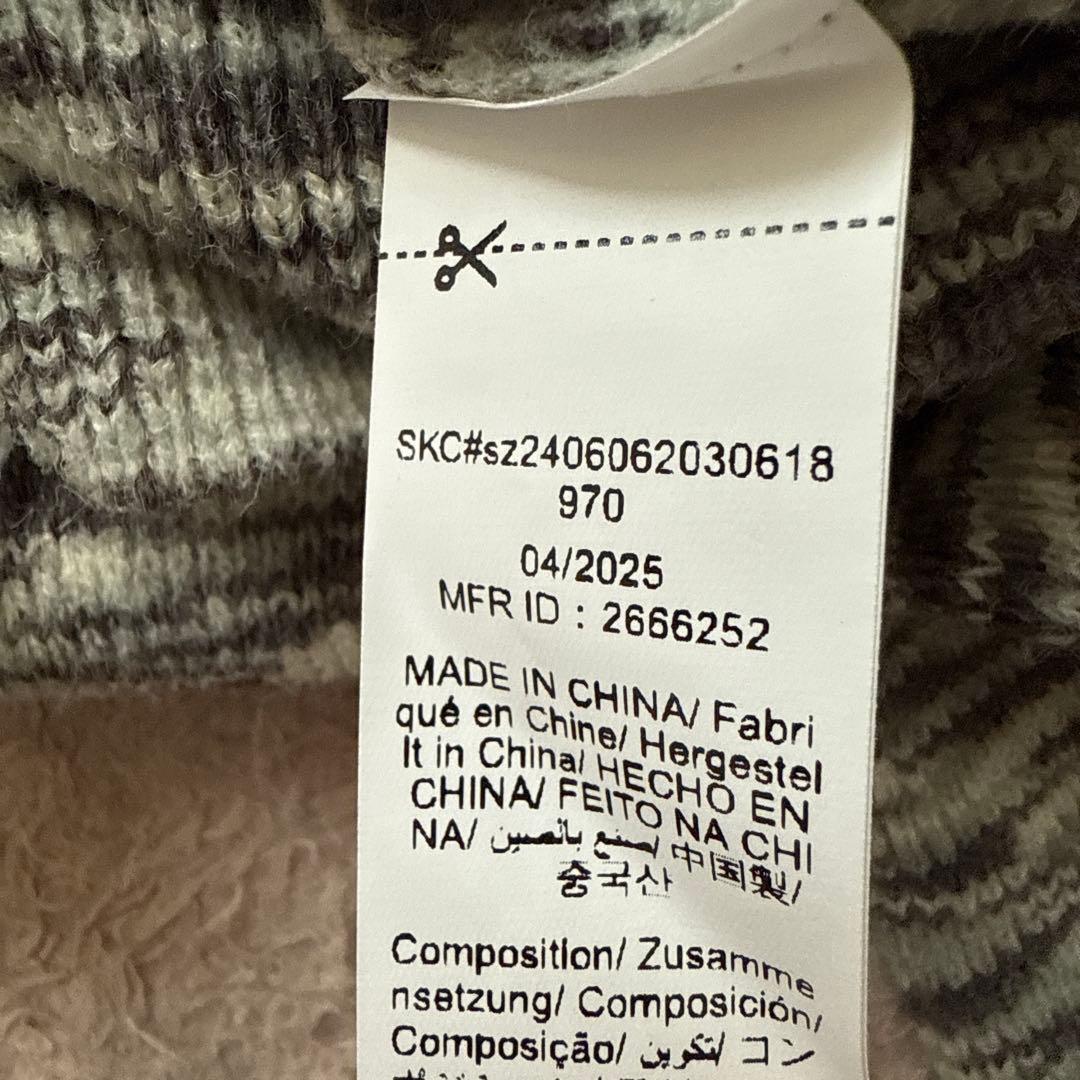 SKC#sz2406062030618
970
04/2025
MFR ID : 2666252
MADE IN CHINA/ Fabri
qué en Chine/ Hergestel
lt in China/ HECHO EN
CHINA/ FEITO NA CHI
NA/ صنع بالصين/ 中国製/
중국산
Composition/ Zusamme
nsetzung/ Composición/
Composição/ تكوين/ コン